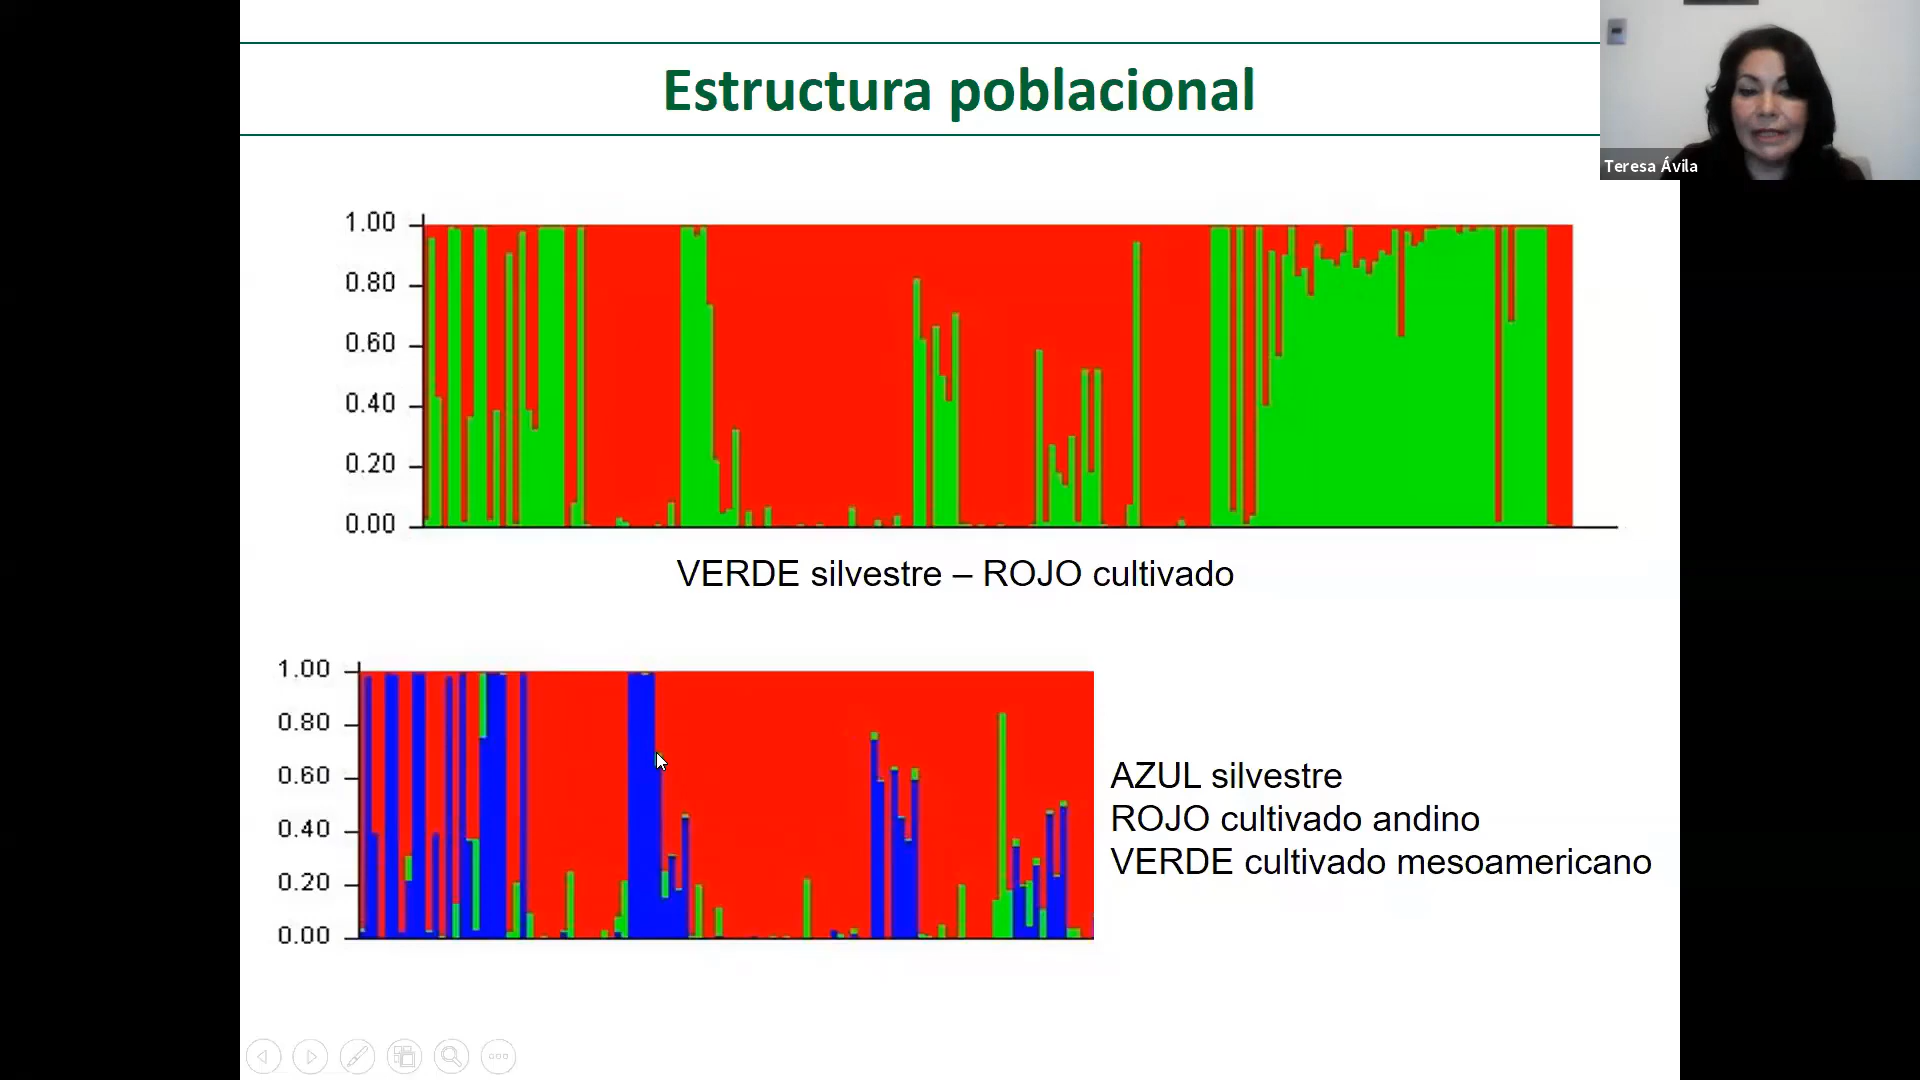 Estructura poblacional
Teresa Ávila
1.00
0.80
0.60
0.40
0.20
0.00
VERDE silvestre – ROJO cultivado
1.00
0.80
0.60
0.40
0.20
0.00
AZUL silvestre
ROJO cultivado andino
VERDE cultivado mesoamericano